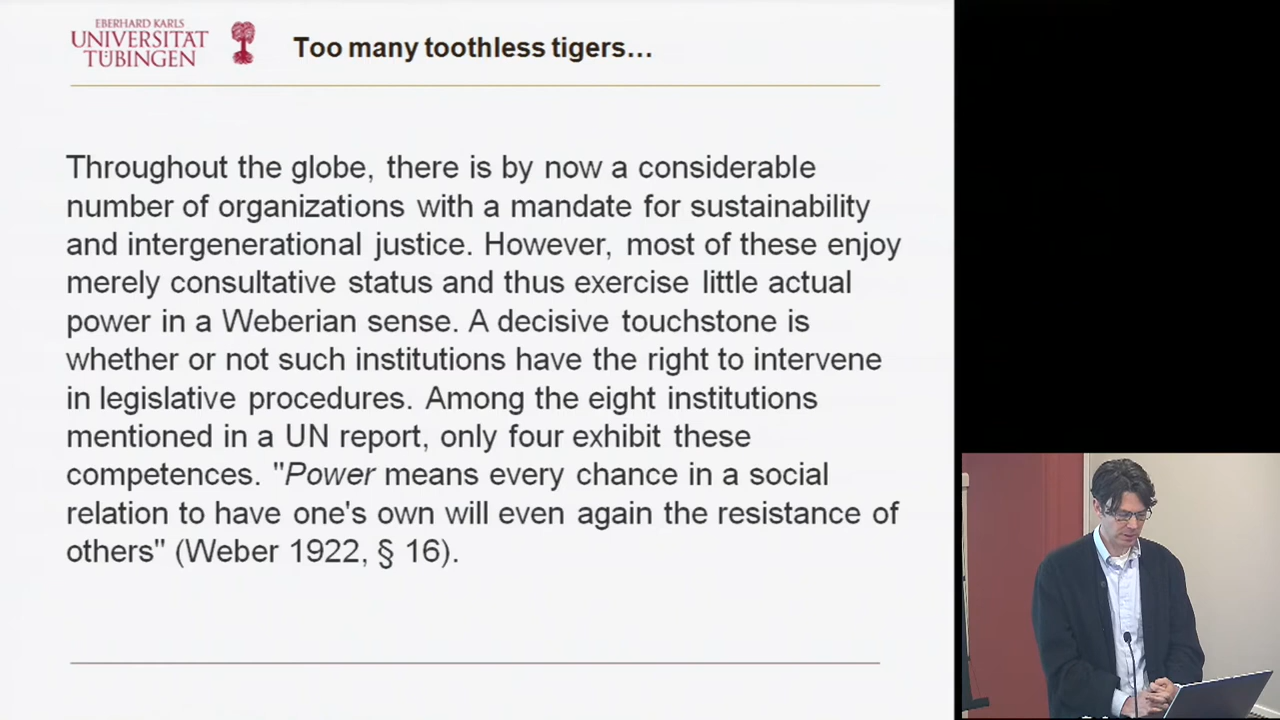 EBERHARD KARLS
UNIVERSITÄT
TÜBINGEN
Too many toothless tigers…
Throughout the globe, there is by now a considerable
number of organizations with a mandate for sustainability
and intergenerational justice. However, most of these enjoy
merely consultative status and thus exercise little actual
power in a Weberian sense. A decisive touchstone is
whether or not such institutions have the right to intervene
in legislative procedures. Among the eight institutions
mentioned in a UN report, only four exhibit these
competences. "Power means every chance in a social
relation to have one's own will even again the resistance of
others" (Weber 1922, § 16).